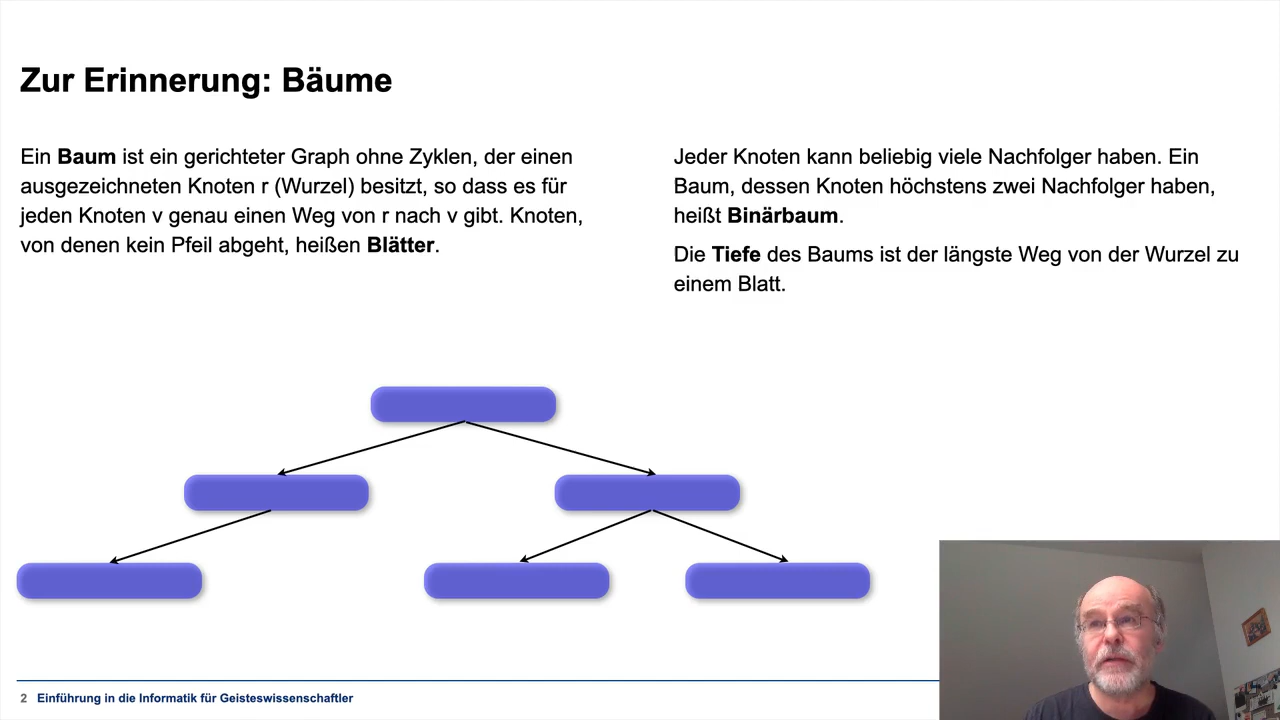 Zur Erinnerung: Bäume
Ein Baum ist ein gerichteter Graph ohne Zyklen, der einen
ausgezeichneten Knoten r (Wurzel) besitzt, so dass es für
jeden Knoten v genau einen Weg von r nach v gibt. Knoten,
von denen kein Pfeil abgeht, heißen Blätter.
Jeder Knoten kann beliebig viele Nachfolger haben. Ein
Baum, dessen Knoten höchstens zwei Nachfolger haben,
heißt Binärbaum.
Die Tiefe des Baums ist der längste Weg von der Wurzel zu
einem Blatt.
2 Einführung in die Informatik für Geisteswissenschaftler